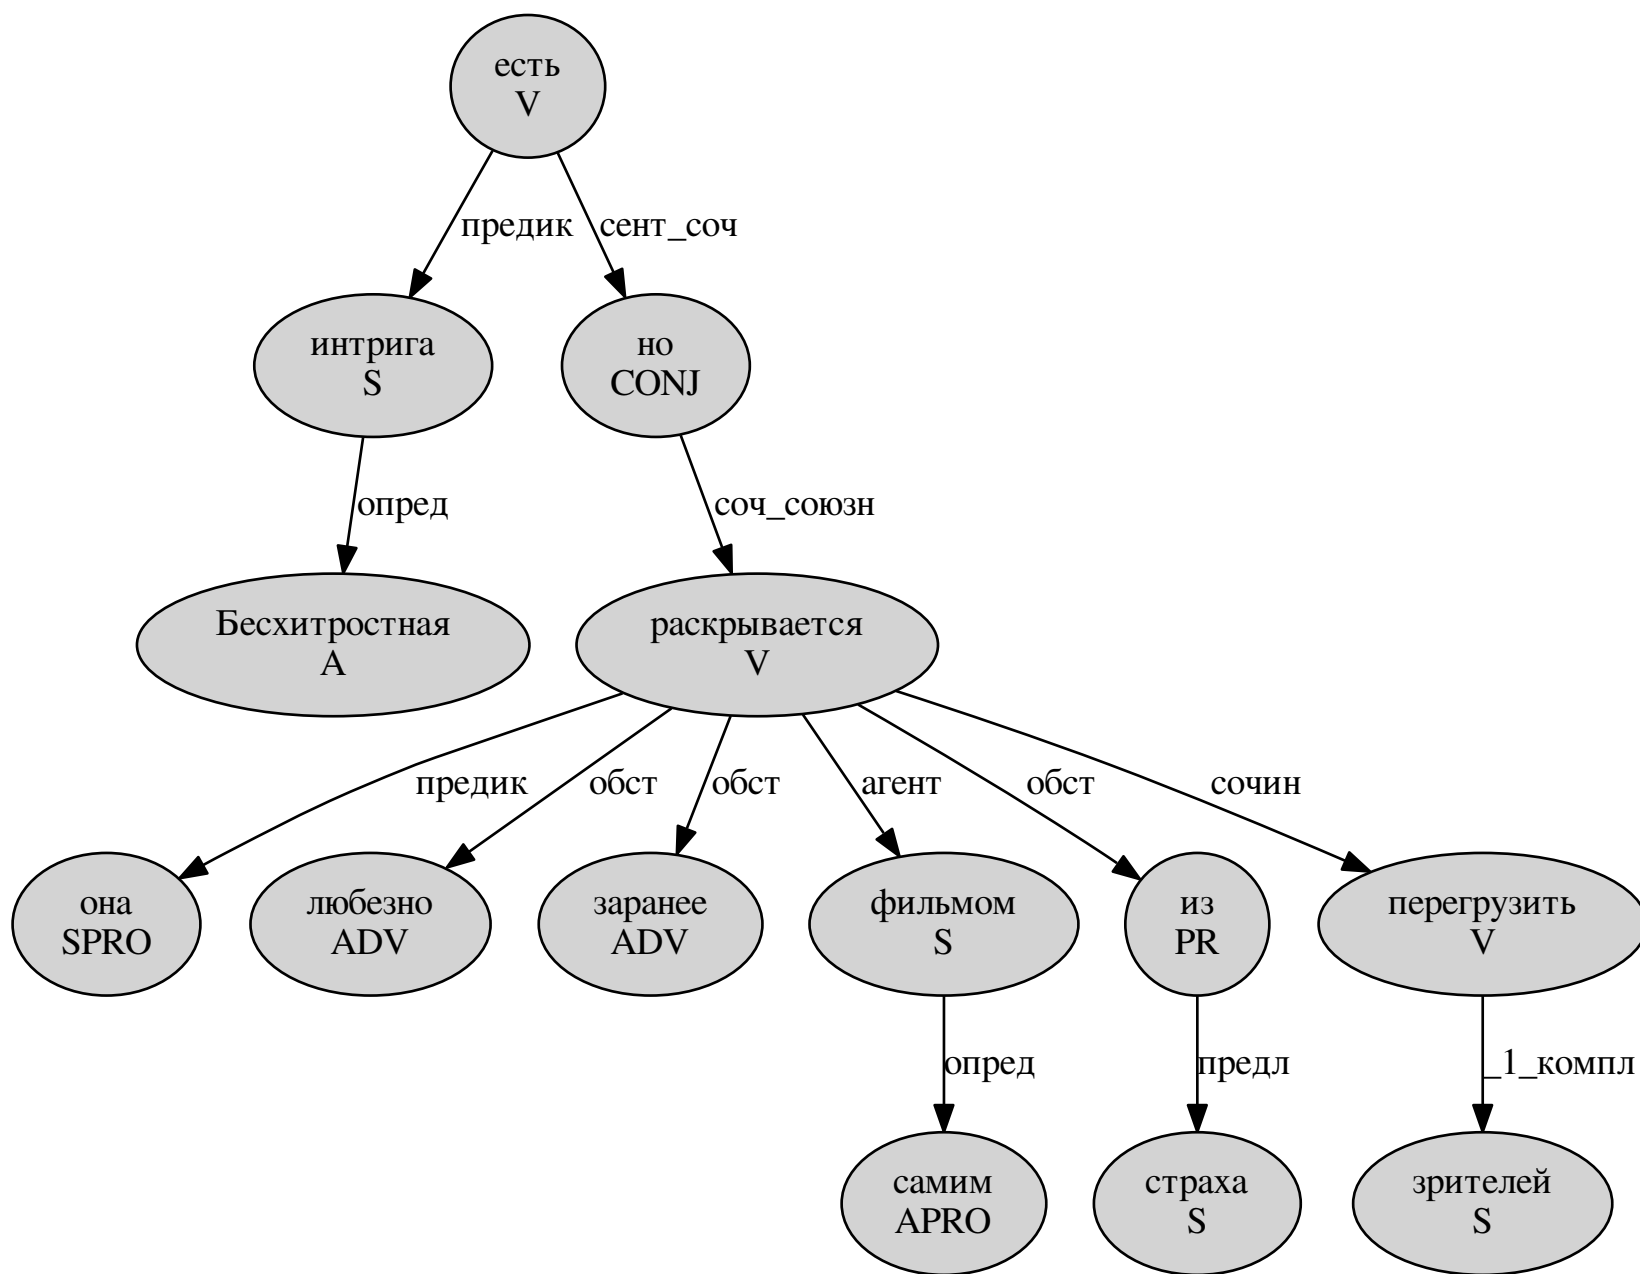 есть
V
предик
сент_соч
интрига
S
но
CONJ
опред
соч_союзн
Бесхитростная
A
раскрывается
V
предик
обст
обст
агент
обст
сочин
она
SPRO
любезно
ADV
заранее
ADV
фильмом
S
из
PR
перегрузить
V
опред
предл
_1_компл
самим
APRO
страха
S
зрителей
S